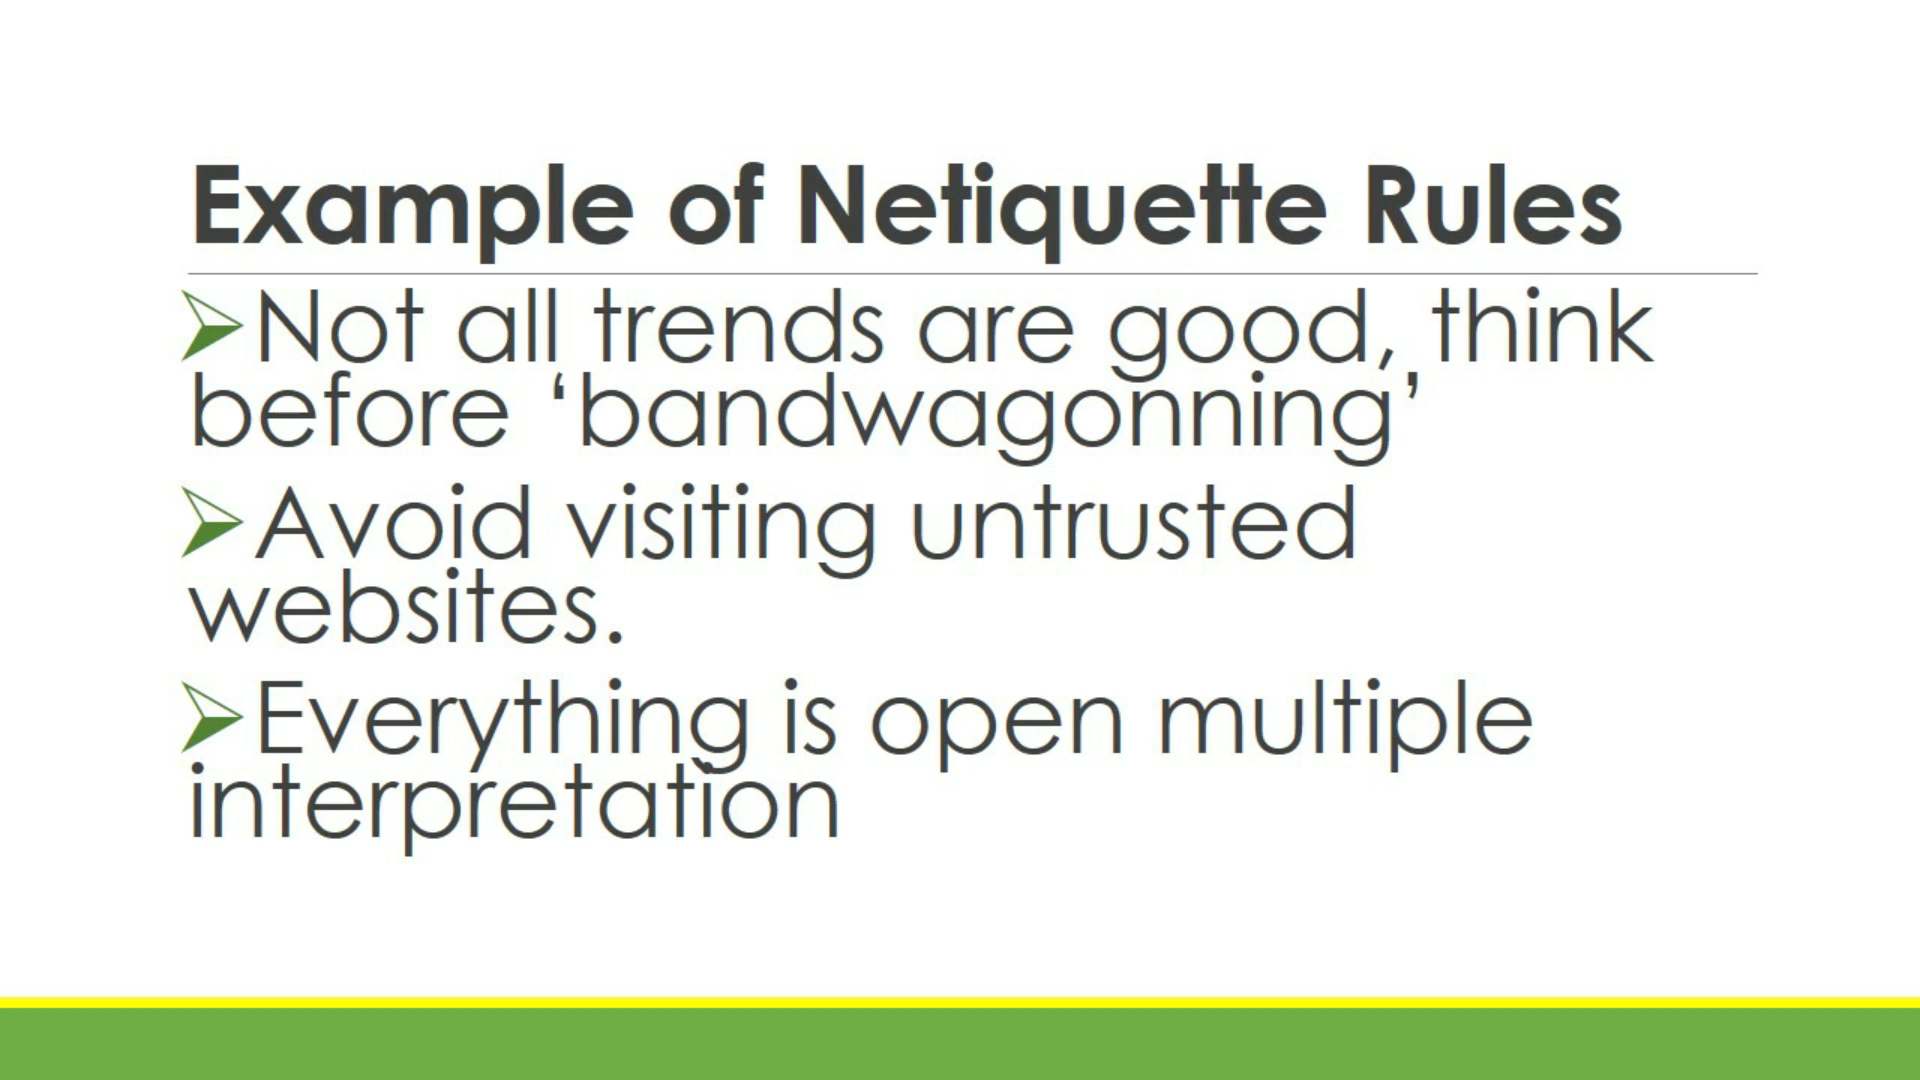 Example of Netiquette Rules
➢Not all trends are good, think
before ‘bandwagonning’
➢Avoid visiting untrusted
websites.
➢Everything is open multiple
interpretation